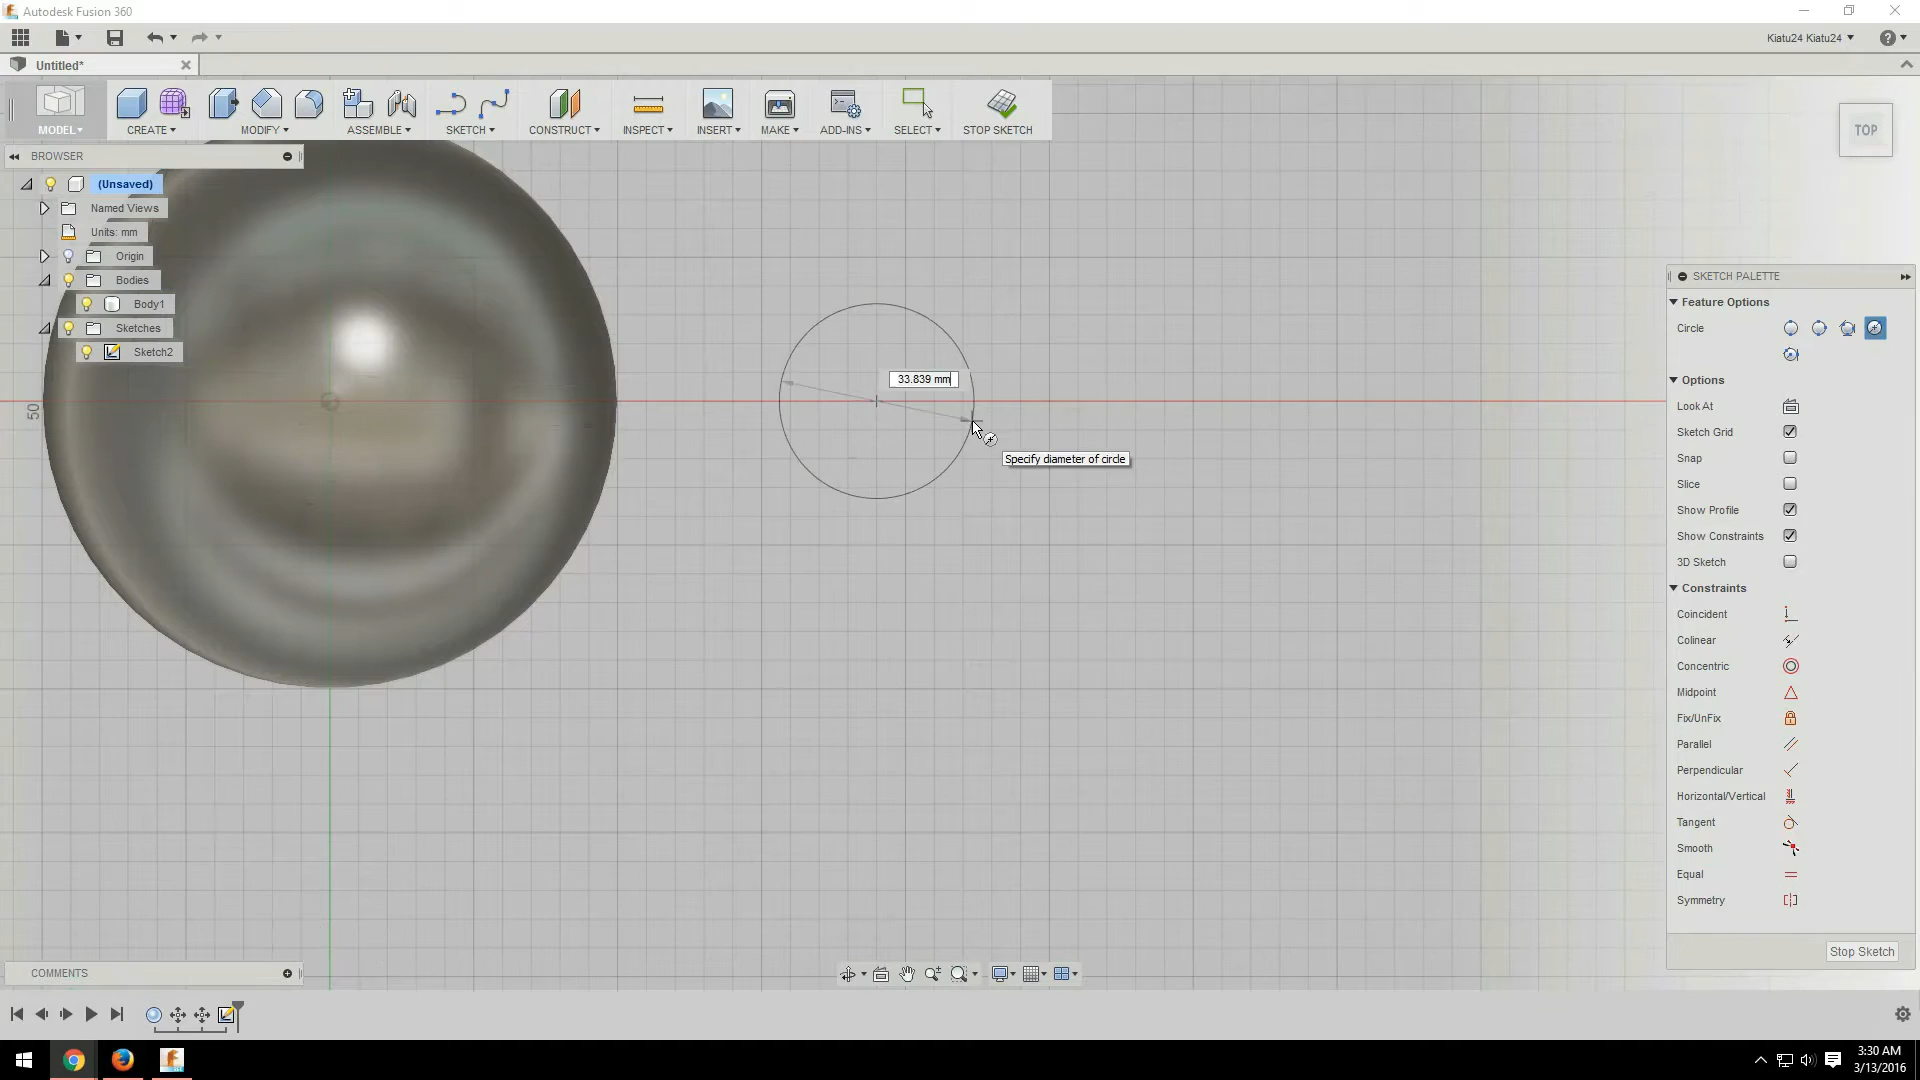 Autodesk Fusion 360
Kiatu24 Kiatu24
Untitled*
MODEL
CREATE
MODIFY
ASSEMBLE
SKETCH
CONSTRUCT
INSPECT
INSERT
MAKE
ADD-INS
SELECT
STOP SKETCH
TOP
BROWSER
(Unsaved)
Named Views
Units: mm
Origin
Bodies
Body1
Sketches
Sketch2
50
33.839 mm
Specify diameter of circle
SKETCH PALETTE
Feature Options
Circle
Options
Look At
Sketch Grid
Snap
Slice
Show Profile
Show Constraints
3D Sketch
Constraints
Coincident
Colinear
Concentric
Midpoint
Fix/UnFix
Parallel
Perpendicular
Horizontal/Vertical
Tangent
Smooth
Equal
Symmetry
Stop Sketch
COMMENTS
3:30 AM
3/13/2016